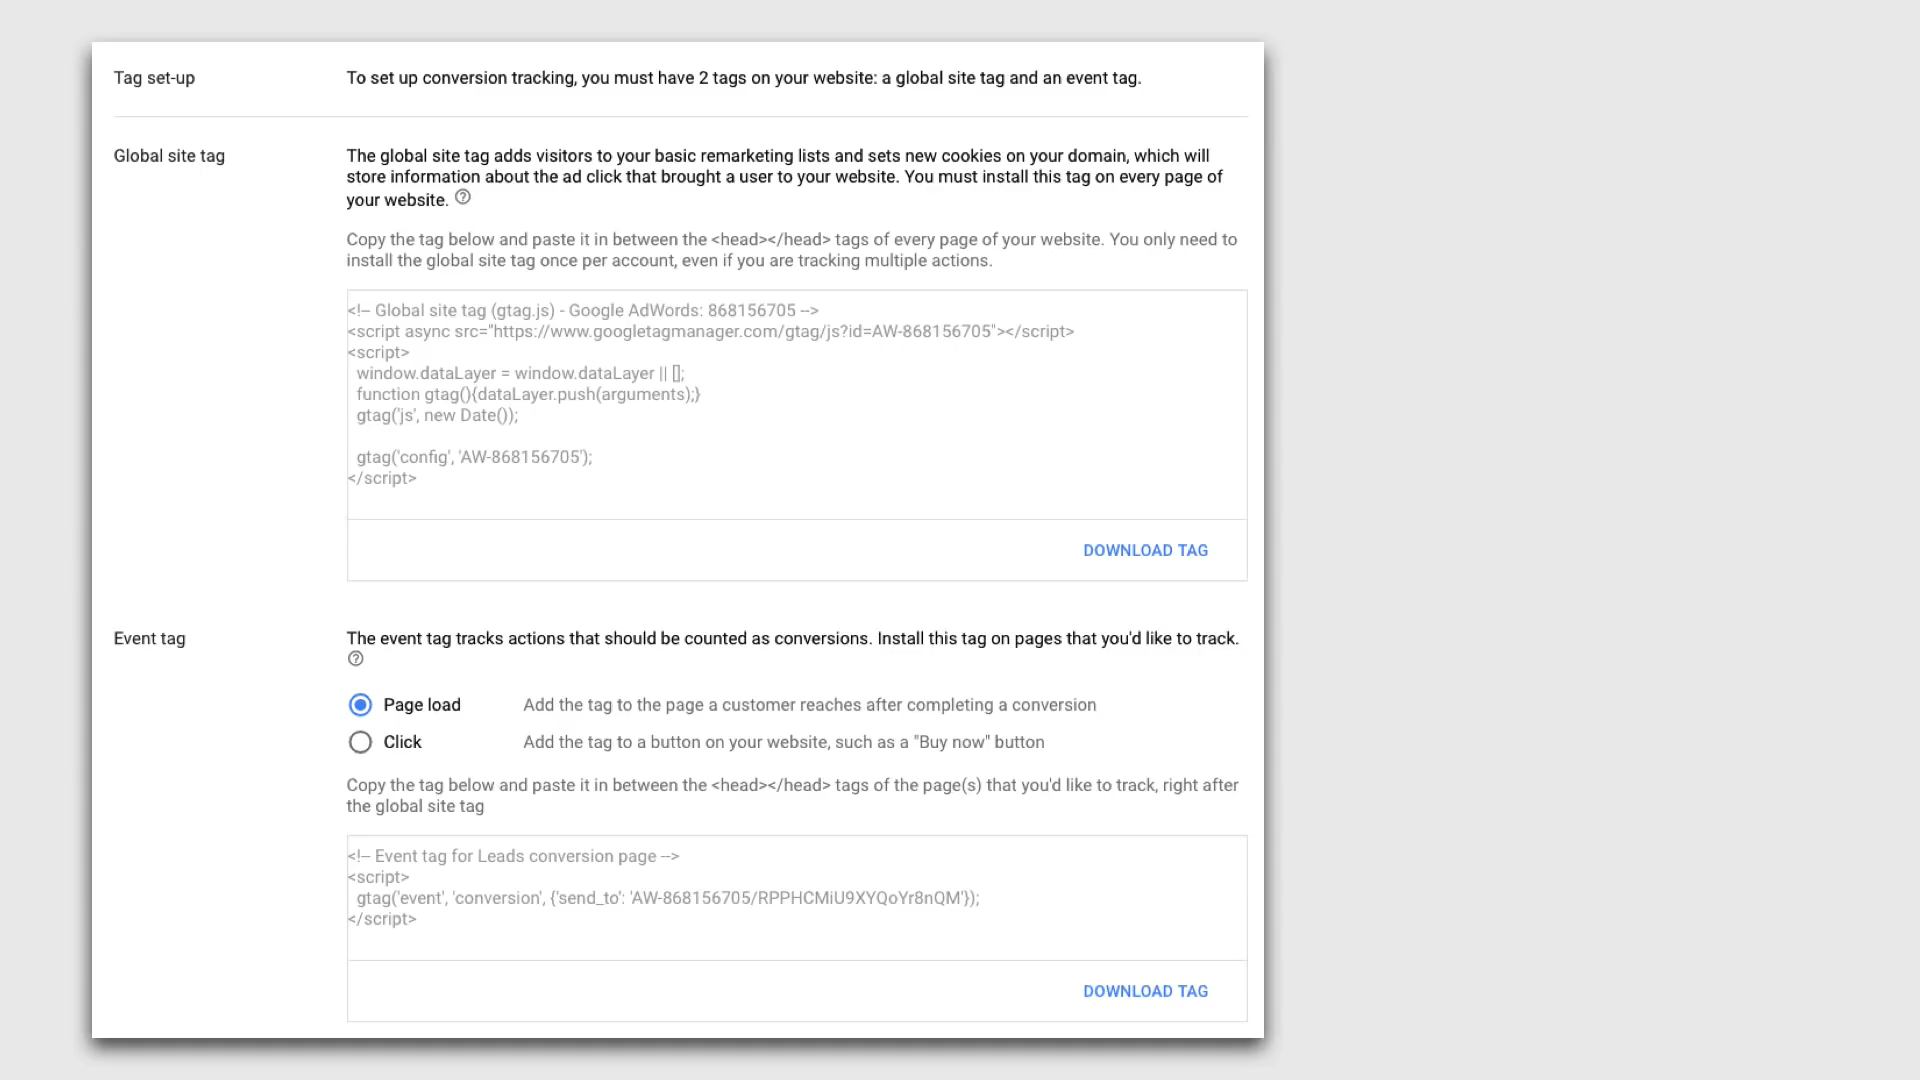 Tag set-up
To set up conversion tracking, you must have 2 tags on your website: a global site tag and an event tag.
Global site tag
The global site tag adds visitors to your basic remarketing lists and sets new cookies on your domain, which will
store information about the ad click that brought a user to your website. You must install this tag on every page of
your website. ?
Copy the tag below and paste it in between the <head></head> tags of every page of your website. You only need to
install the global site tag once per account, even if you are tracking multiple actions.
<!-- Global site tag (gtag.js) - Google AdWords: 868156705 -->
<script async src="https://www.googletagmanager.com/gtag/js?id=AW-868156705"></script>
<script>
window.dataLayer = window.dataLayer || [];
function gtag(){dataLayer.push(arguments);}
gtag('js', new Date());
gtag('config', 'AW-868156705');
</script>
DOWNLOAD TAG
Event tag
The event tag tracks actions that should be counted as conversions. Install this tag on pages that you'd like to track.
?
Page load Add the tag to the page a customer reaches after completing a conversion
Click Add the tag to a button on your website, such as a "Buy now" button
Copy the tag below and paste it in between the <head></head> tags of the page(s) that you'd like to track, right after
the global site tag
<!-- Event tag for Leads conversion page -->
<script>
gtag('event', 'conversion', {'send_to': 'AW-868156705/RPPHCMiU9XYQoYr8nQM'});
</script>
DOWNLOAD TAG